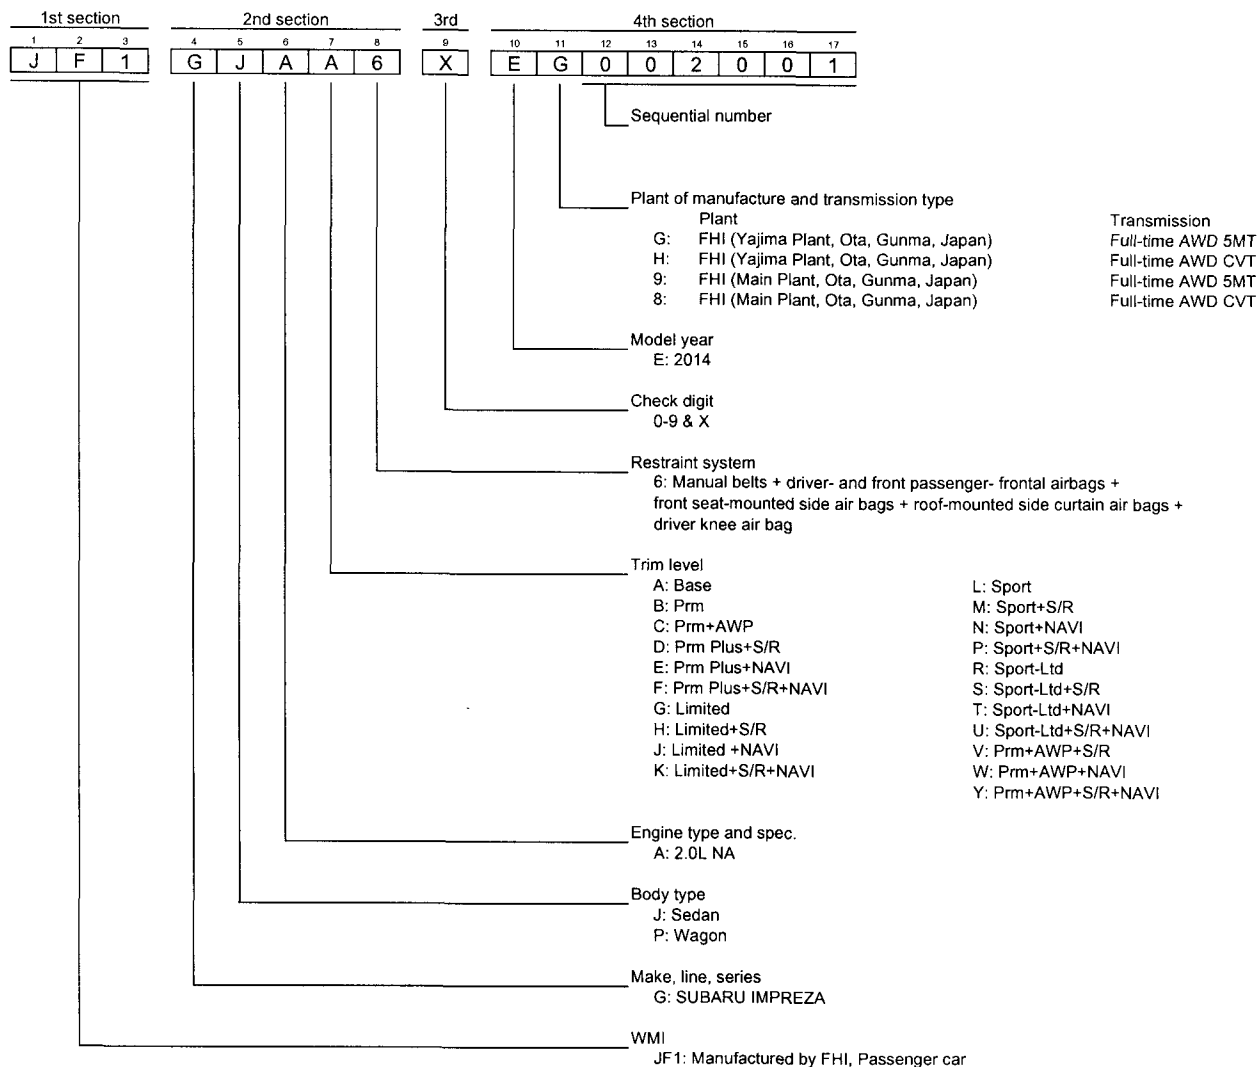 1st section 2nd section 3rd 4th section
1 2 3 4 5 6 7 8 9 10 11 12 13 14 15 16 17
J F 1 G J A A 6 X E G 0 0 2 0 0 1
Sequential number
Plant of manufacture and transmission type
Plant Transmission
G: FHI (Yajima Plant, Ota, Gunma, Japan) Full-time AWD 5MT
H: FHI (Yajima Plant, Ota, Gunma, Japan) Full-time AWD CVT
9: FHI (Main Plant, Ota, Gunma, Japan) Full-time AWD 5MT
8: FHI (Main Plant, Ota, Gunma, Japan) Full-time AWD CVT
Model year
E: 2014
Check digit
0-9 & X
Restraint system
6: Manual belts + driver- and front passenger- frontal airbags +
front seat-mounted side air bags + roof-mounted side curtain air bags +
driver knee air bag
Trim level
A: Base L: Sport
B: Prm M: Sport+S/R
C: Prm+AWP N: Sport+NAVI
D: Prm Plus+S/R P: Sport+S/R+NAVI
E: Prm Plus+NAVI R: Sport-Ltd
F: Prm Plus+S/R+NAVI S: Sport-Ltd+S/R
G: Limited T: Sport-Ltd+NAVI
H: Limited+S/R U: Sport-Ltd+S/R+NAVI
J: Limited +NAVI V: Prm+AWP+S/R
K: Limited+S/R+NAVI W: Prm+AWP+NAVI
Y: Prm+AWP+S/R+NAVI
Engine type and spec.
A: 2.0L NA
Body type
J: Sedan
P: Wagon
Make, line, series
G: SUBARU IMPREZA
WMI
JF1: Manufactured by FHI, Passenger car